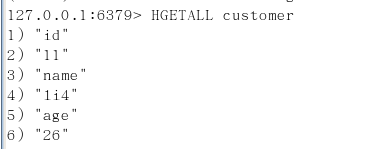 127.0.0.1:6379> HGETALL customer
1) "id"
2) "11"
3) "name"
4) "li4"
5) "age"
6) "26"